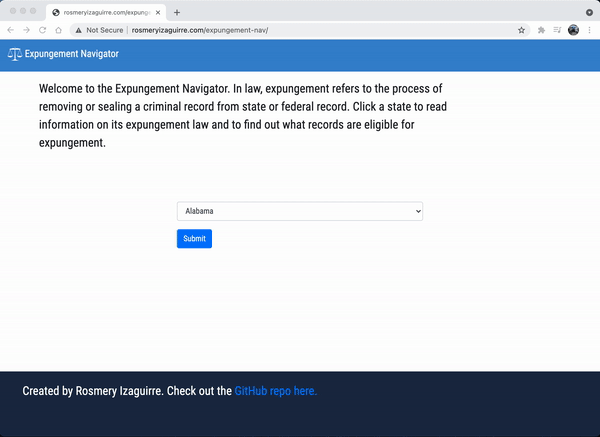 rosmeryizaguirre.com/expunge
Not Secure | rosmeryizaguirre.com/expungement-nav/
Expungement Navigator
Welcome to the Expungement Navigator. In law, expungement refers to the process of
removing or sealing a criminal record from state or federal record. Click a state to read
information on its expungement law and to find out what records are eligible for
expungement.
Alabama
Submit
Created by Rosmery Izaguirre. Check out the GitHub repo here.